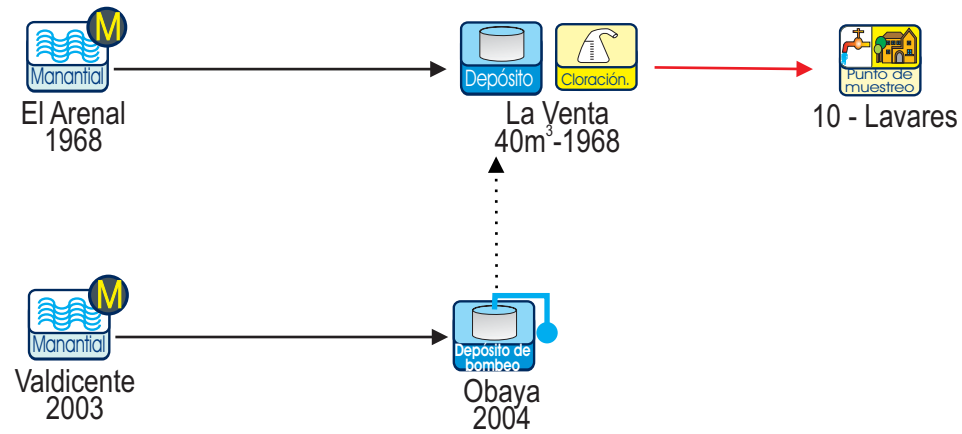 M
Manantial
El Arenal
1968
Depósito
Cloración.
La Venta
40m³-1968
Punto de
muestreo
10 - Lavares
M
Manantial
Valdicente
2003
Depósito de
bombeo
Obaya
2004